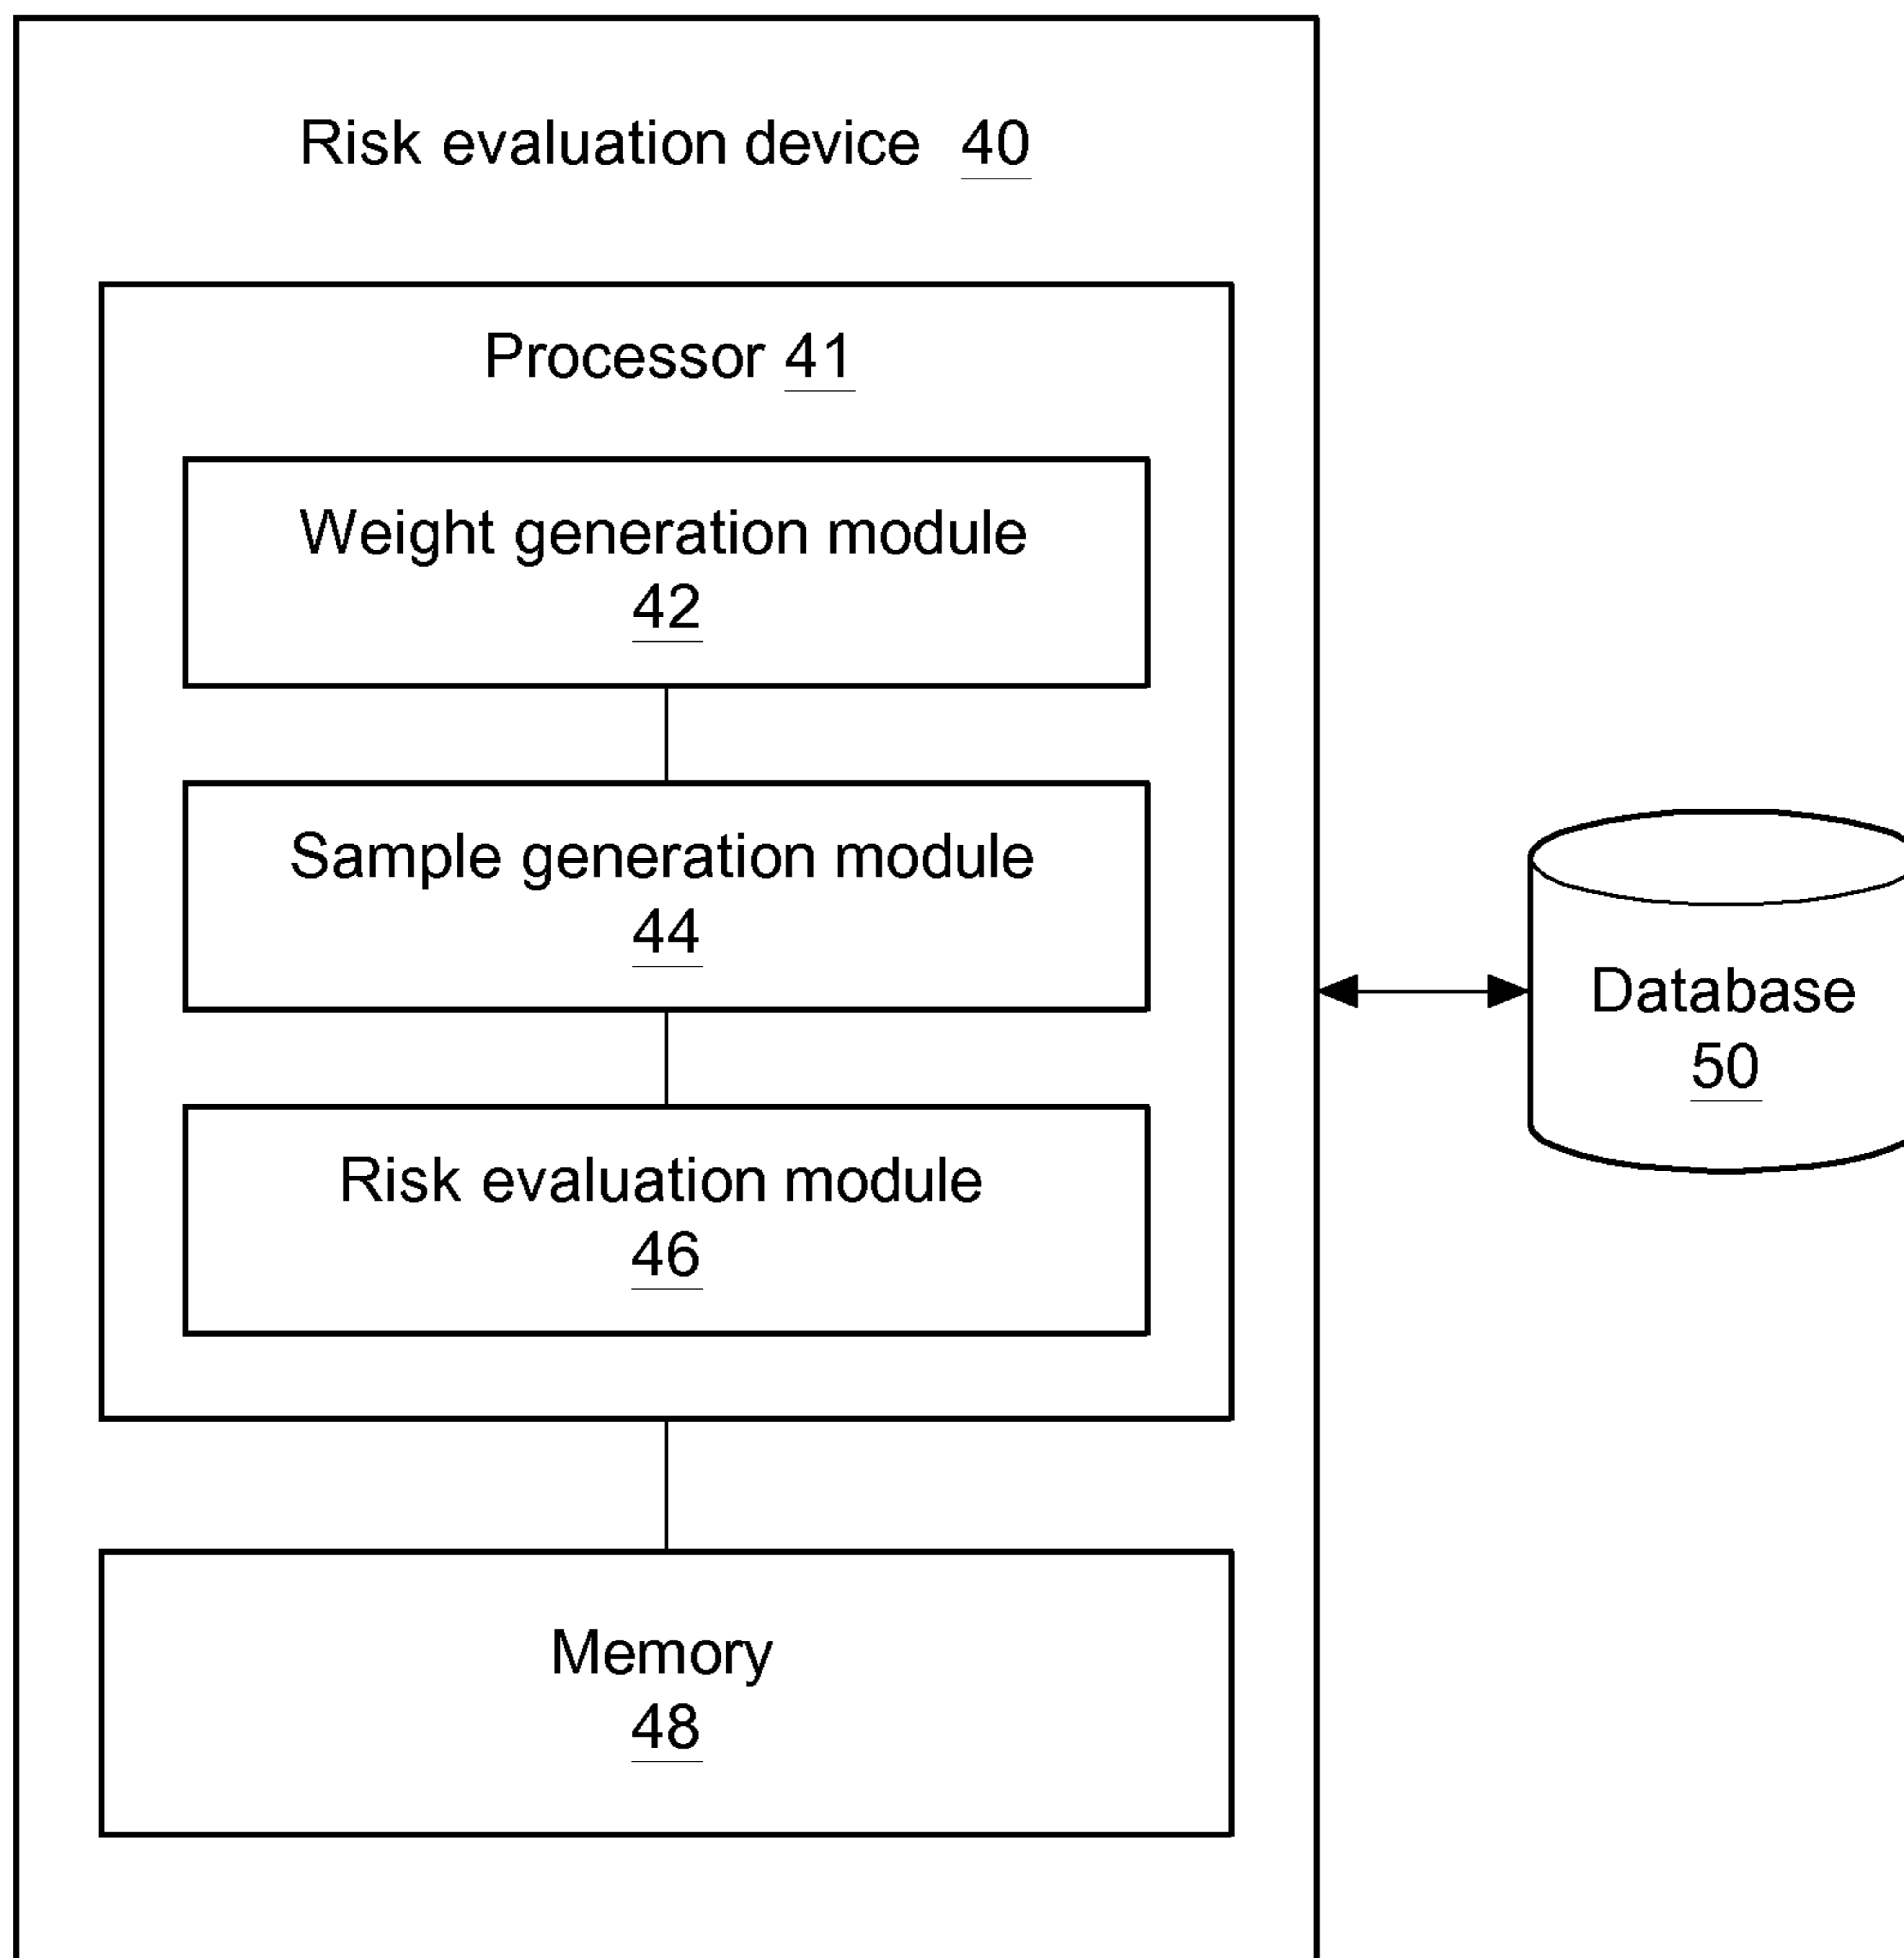 Risk evaluation device 40
Processor 41
Weight generation module
42
Sample generation module
44
Risk evaluation module
46
Memory
48
Database
50